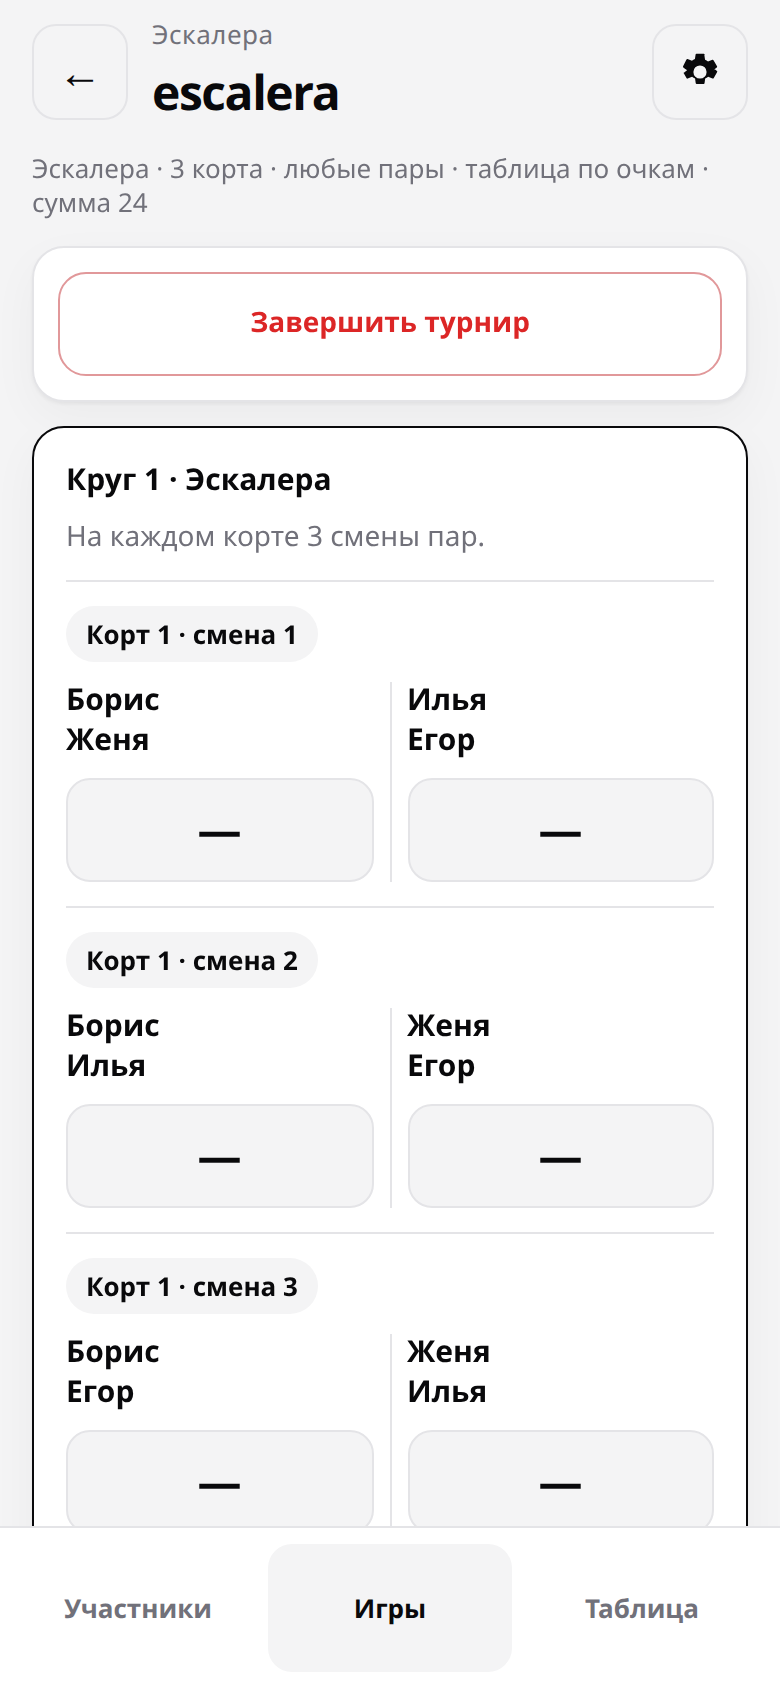 ←
Эскалера
escalera
Эскалера · 3 корта · любые пары · таблица по очкам ·
сумма 24
Завершить турнир
Круг 1 · Эскалера
На каждом корте 3 смены пар.
Корт 1 · смена 1
Борис
Женя
Илья
Егор
—
—
Корт 1 · смена 2
Борис
Илья
Женя
Егор
—
—
Корт 1 · смена 3
Борис
Егор
Женя
Илья
—
—
Участники
Игры
Таблица